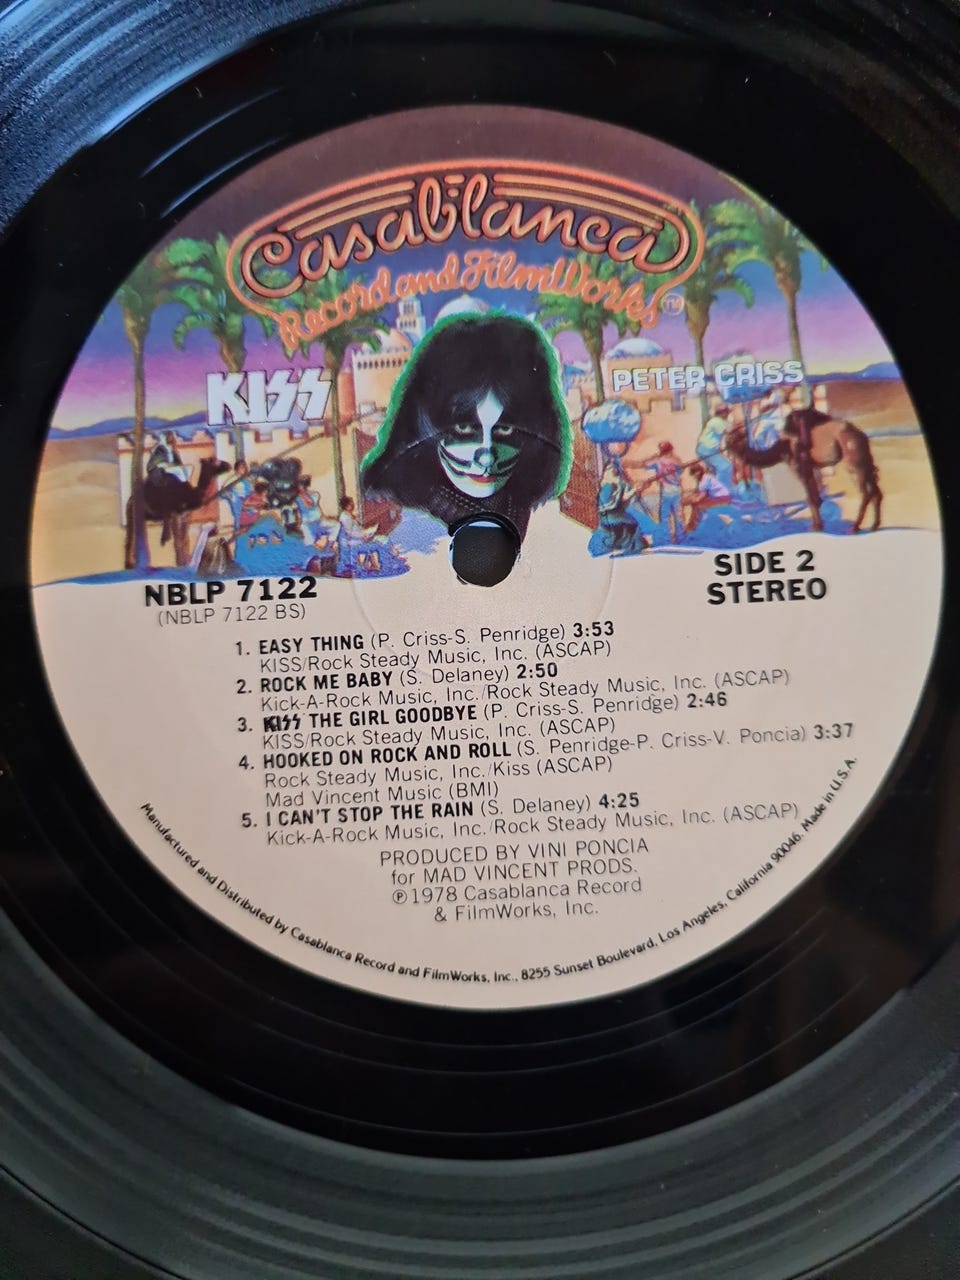 Casablanca
Record and FilmWorks TM
KISS
PETER CRISS
NBLP 7122
(NBLP 7122 BS)
SIDE 2
STEREO
1. EASY THING (P. Criss-S. Penridge) 3:53
KISS/Rock Steady Music, Inc. (ASCAP)
2. ROCK ME BABY (S. Delaney) 2:50
Kick-A-Rock Music, Inc./Rock Steady Music, Inc. (ASCAP)
3. KISS THE GIRL GOODBYE (P. Criss-S. Penridge) 2:46
KISS/Rock Steady Music, Inc. (ASCAP)
4. HOOKED ON ROCK AND ROLL (S. Penridge-P. Criss-V. Poncia) 3:37
Rock Steady Music, Inc./Kiss (ASCAP)
Mad Vincent Music (BMI)
5. I CAN'T STOP THE RAIN (S. Delaney) 4:25
Kick-A-Rock Music, Inc./Rock Steady Music, Inc. (ASCAP)
PRODUCED BY VINI PONCIA
for MAD VINCENT PRODS.
℗1978 Casablanca Record
& FilmWorks, Inc.
Manufactured and Distributed by Casablanca Record and FilmWorks, Inc., 8255 Sunset Boulevard, Los Angeles, California 90046. Made in U.S.A.